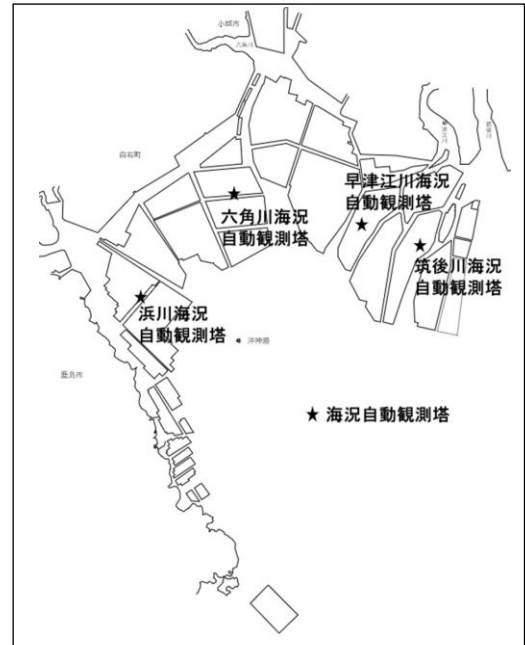 小城市
六角川
白石町
早津江川海況
自動観測塔
六角川海況
自動観測塔
筑後川海況
自動観測塔
浜川海況
自動観測塔
沖神瀬
鹿島市
★ 海況自動観測塔